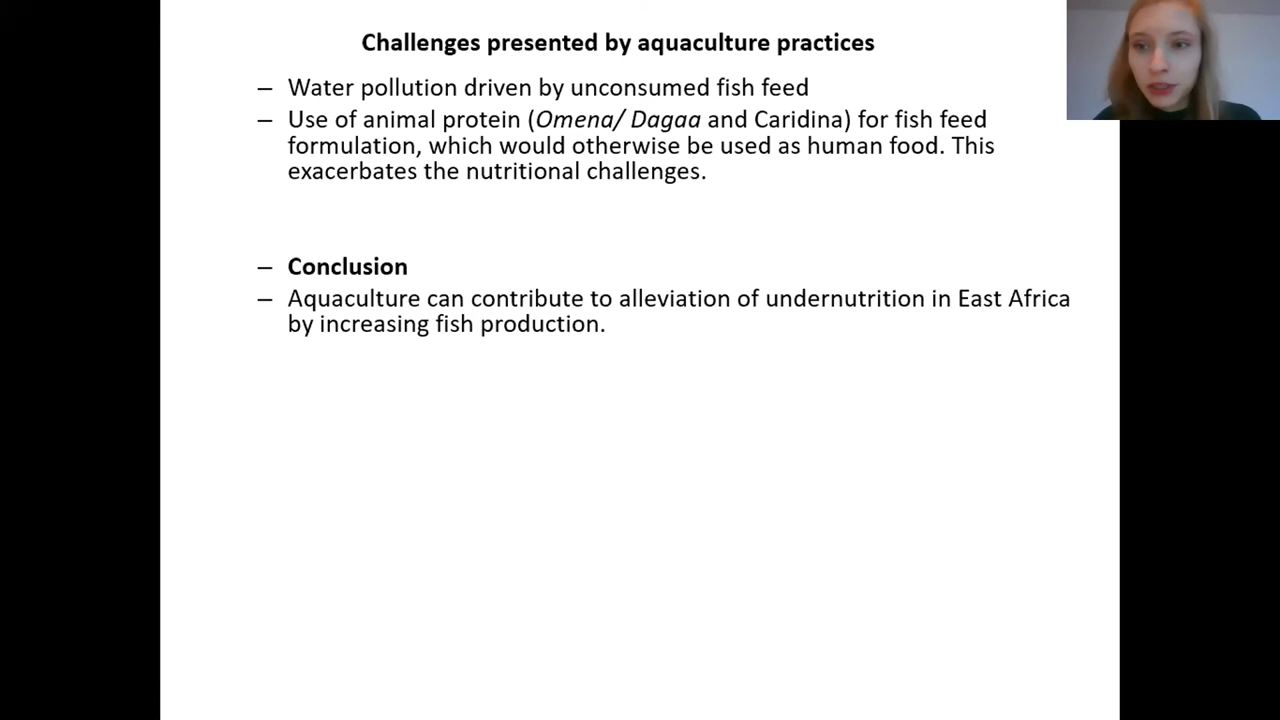 Challenges presented by aquaculture practices
– Water pollution driven by unconsumed fish feed
– Use of animal protein (Omena/ Dagaa and Caridina) for fish feed
formulation, which would otherwise be used as human food. This
exacerbates the nutritional challenges.
– Conclusion
– Aquaculture can contribute to alleviation of undernutrition in East Africa
by increasing fish production.